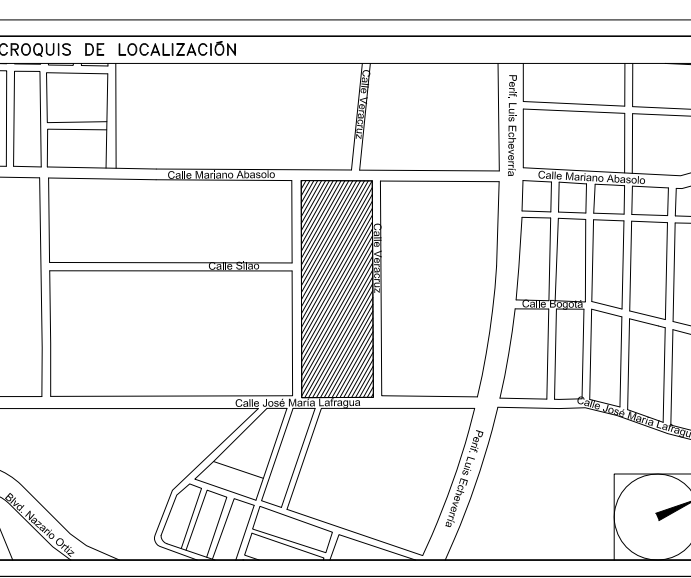 CROQUIS DE LOCALIZACIÓN
Calle Veracruz
Perif. Luis Echeverría
Calle Mariano Abasolo
Calle Mariano Abasolo
Calle Veracruz
Calle Silao
Calle Bogotá
Calle José María Lafragua
Calle José María Lafragu
Perif. Luis Echeverría
Blvd. Nazario Ortiz